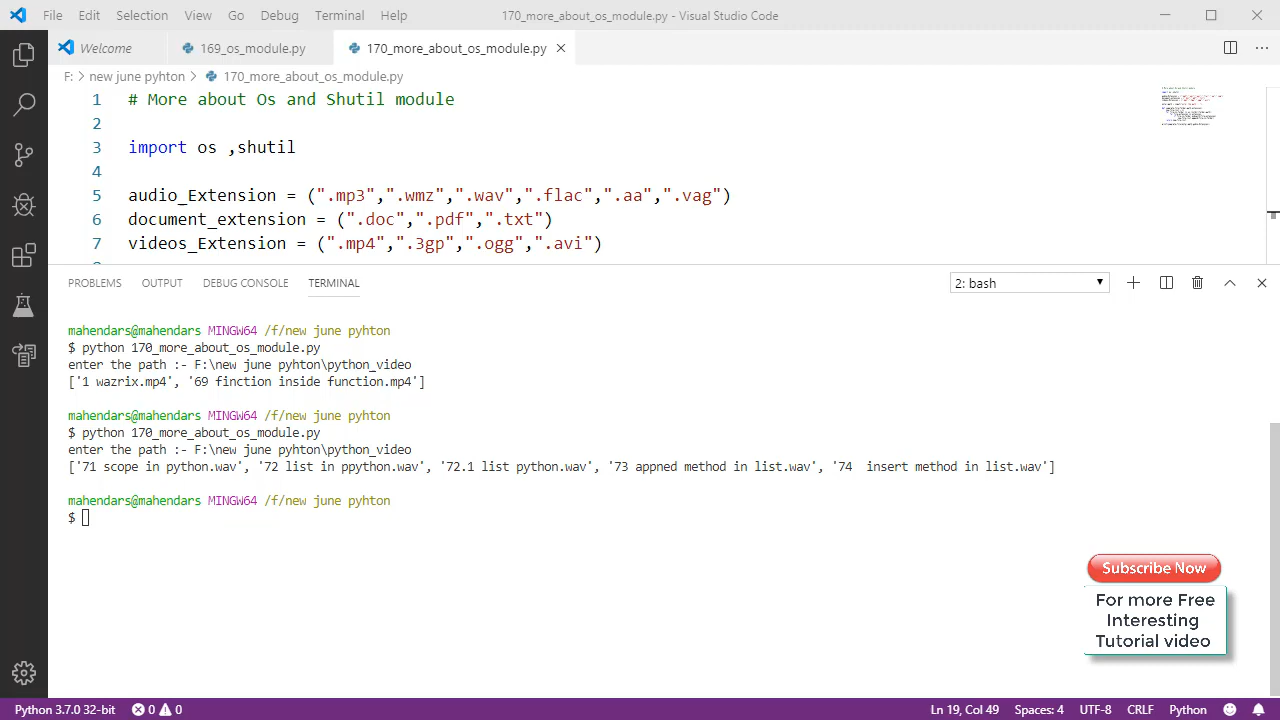 File Edit Selection View Go Debug Terminal Help 170_more_about_os_module.py - Visual Studio Code
Welcome 169_os_module.py 170_more_about_os_module.py
F: > new june pyhton > 170_more_about_os_module.py
1 # More about Os and Shutil module
2
3 import os ,shutil
4
5 audio_Extension = (".mp3",".wmz",".wav",".flac",".aa",".vag")
6 document_extension = (".doc",".pdf",".txt")
7 videos_Extension = (".mp4",".3gp",".ogg",".avi")
PROBLEMS OUTPUT DEBUG CONSOLE TERMINAL 2: bash
mahendars@mahendars MINGW64 /f/new june pyhton
$ python 170_more_about_os_module.py
enter the path :- F:\new june pyhton\python_video
['1 wazrix.mp4', '69 finction inside function.mp4']
mahendars@mahendars MINGW64 /f/new june pyhton
$ python 170_more_about_os_module.py
enter the path :- F:\new june pyhton\python_video
['71 scope in python.wav', '72 list in ppython.wav', '72.1 list python.wav', '73 appned method in list.wav', '74  insert method in list.wav']
mahendars@mahendars MINGW64 /f/new june pyhton
$
Subscribe Now
For more Free
Interesting
Tutorial video
Python 3.7.0 32-bit 0 0 Ln 19, Col 49 Spaces: 4 UTF-8 CRLF Python